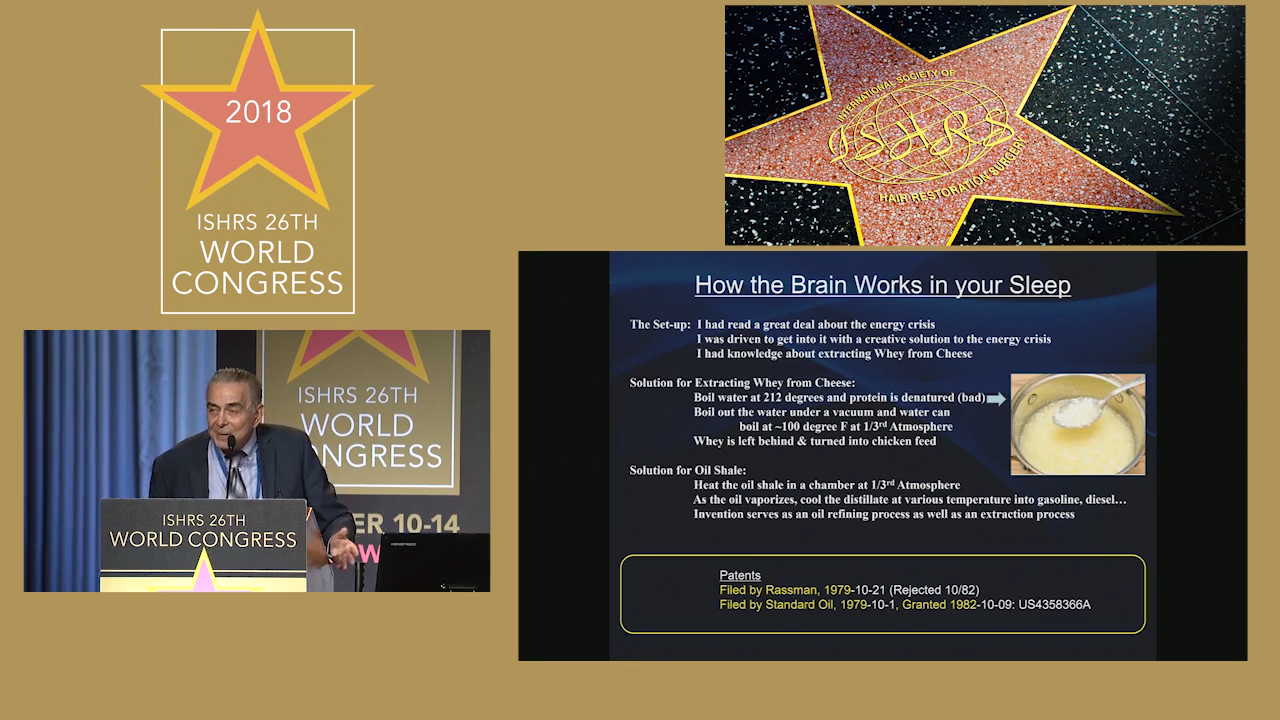 2018
ISHRS 26TH
WORLD
CONGRESS
INTERNATIONAL SOCIETY OF
ISHRS
HAIR RESTORATION SURGERY
ISHRS 26TH
WORLD
NGRESS
ER 10-14
W
ISHRS 26TH
WORLD CONGRESS
How the Brain Works in your Sleep
The Set-up: I had read a great deal about the energy crisis
I was driven to get into it with a creative solution to the energy crisis
I had knowledge about extracting Whey from Cheese
Solution for Extracting Whey from Cheese:
Boil water at 212 degrees and protein is denatured (bad)
Boil out the water under a vacuum and water can
boil at ~100 degree F at 1/3rd Atmosphere
Whey is left behind & turned into chicken feed
Solution for Oil Shale:
Heat the oil shale in a chamber at 1/3rd Atmosphere
As the oil vaporizes, cool the distillate at various temperature into gasoline, diesel…
Invention serves as an oil refining process as well as an extraction process
Patents
Filed by Rassman, 1979-10-21 (Rejected 10/82)
Filed by Standard Oil, 1979-10-1, Granted 1982-10-09: US4358366A